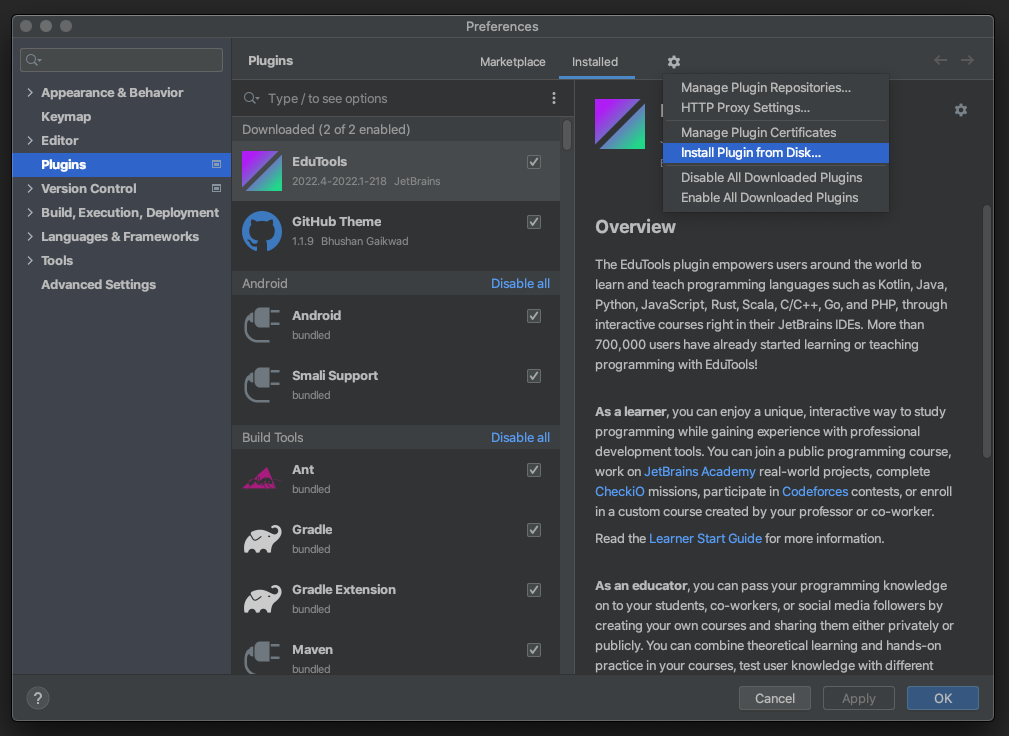 Preferences
Appearance & Behavior
Keymap
Editor
Plugins
Version Control
Build, Execution, Deployment
Languages & Frameworks
Tools
Advanced Settings
Plugins
Marketplace
Installed
Type / to see options
Downloaded (2 of 2 enabled)
EduTools
2022.4-2022.1-218 JetBrains
GitHub Theme
1.1.9 Bhushan Gaikwad
Android
Disable all
Android
bundled
Smali Support
bundled
Build Tools
Disable all
Ant
bundled
Gradle
bundled
Gradle Extension
bundled
Maven
bundled
Manage Plugin Repositories...
HTTP Proxy Settings...
Manage Plugin Certificates
Install Plugin from Disk...
Disable All Downloaded Plugins
Enable All Downloaded Plugins
Overview
The EduTools plugin empowers users around the world to
learn and teach programming languages such as Kotlin, Java,
Python, JavaScript, Rust, Scala, C/C++, Go, and PHP, through
interactive courses right in their JetBrains IDEs. More than
700,000 users have already started learning or teaching
programming with EduTools!
As a learner, you can enjoy a unique, interactive way to study
programming while gaining experience with professional
development tools. You can join a public programming course,
work on JetBrains Academy real-world projects, complete
CheckiO missions, participate in Codeforces contests, or enroll
in a custom course created by your professor or co-worker.
Read the Learner Start Guide for more information.
As an educator, you can pass your programming knowledge
on to your students, co-workers, or social media followers by
creating your own courses and sharing them either privately or
publicly. You can combine theoretical learning and hands-on
practice in your courses, test user knowledge with different
?
Cancel
Apply
OK